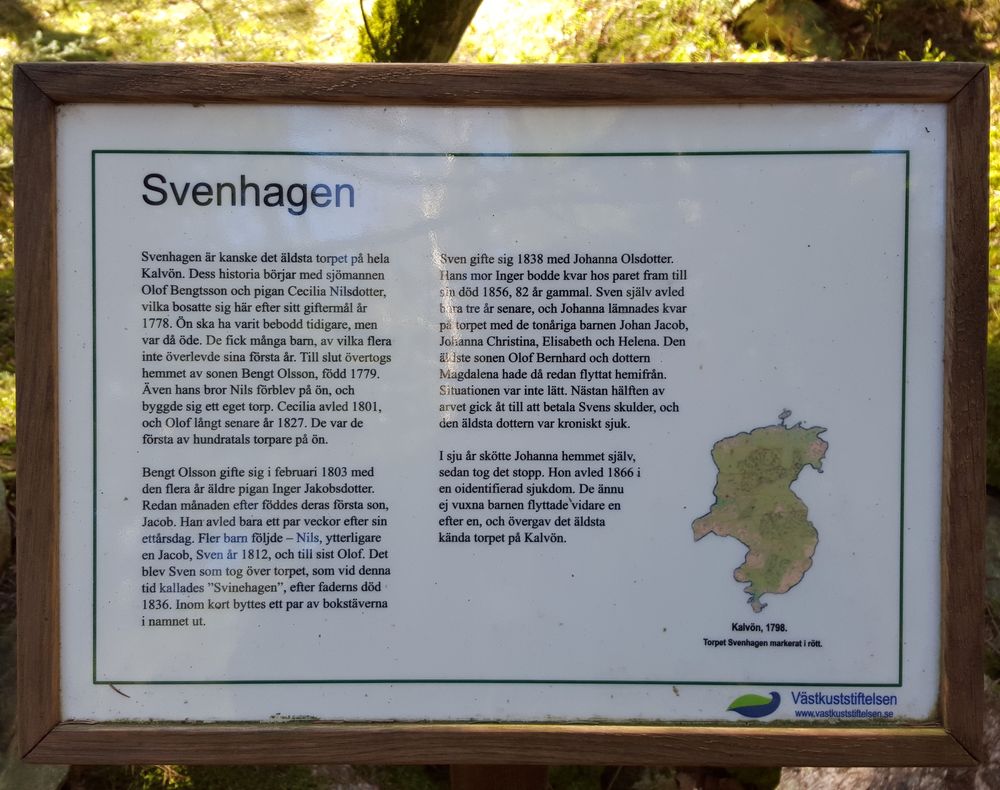 Svenhagen
Svenhagen är kanske det äldsta torpet på hela
Kalvön. Dess historia börjar med sjömannen
Olof Bengtsson och pigan Cecilia Nilsdotter,
vilka bosatte sig här efter sitt giftermål år
1778. Ön ska ha varit bebodd tidigare, men
var då öde. De fick många barn, av vilka flera
inte överlevde sina första år. Till slut övertogs
hemmet av sonen Bengt Olsson, född 1779.
Även hans bror Nils förblev på ön, och
byggde sig ett eget torp. Cecilia avled 1801,
och Olof långt senare år 1827. De var de
första av hundratals torpare på ön.
Bengt Olsson gifte sig i februari 1803 med
den flera år äldre pigan Inger Jakobsdotter.
Redan månaden efter föddes deras första son,
Jacob. Han avled bara ett par veckor efter sin
ettårsdag. Fler barn följde – Nils, ytterligare
en Jacob, Sven år 1812, och till sist Olof. Det
blev Sven som tog över torpet, som vid denna
tid kallades ”Svinehagen”, efter faderns död
1836. Inom kort byttes ett par av bokstäverna
i namnet ut.
Sven gifte sig 1838 med Johanna Olsdotter.
Hans mor Inger bodde kvar hos paret fram till
sin död 1856, 82 år gammal. Sven själv avled
bara tre år senare, och Johanna lämnades kvar
på torpet med de tonåriga barnen Johan Jacob,
Johanna Christina, Elisabeth och Helena. Den
äldste sonen Olof Bernhard och dottern
Magdalena hade då redan flyttat hemifrån.
Situationen var inte lätt. Nästan hälften av
arvet gick åt till att betala Svens skulder, och
den äldsta dottern var kroniskt sjuk.
I sju år skötte Johanna hemmet själv,
sedan tog det stopp. Hon avled 1866 i
en oidentifierad sjukdom. De ännu
ej vuxna barnen flyttade vidare en
efter en, och övergav det äldsta
kända torpet på Kalvön.
Kalvön, 1798.
Torpet Svenhagen markerat i rött.
Västkuststiftelsen
www.vastkuststiftelsen.se